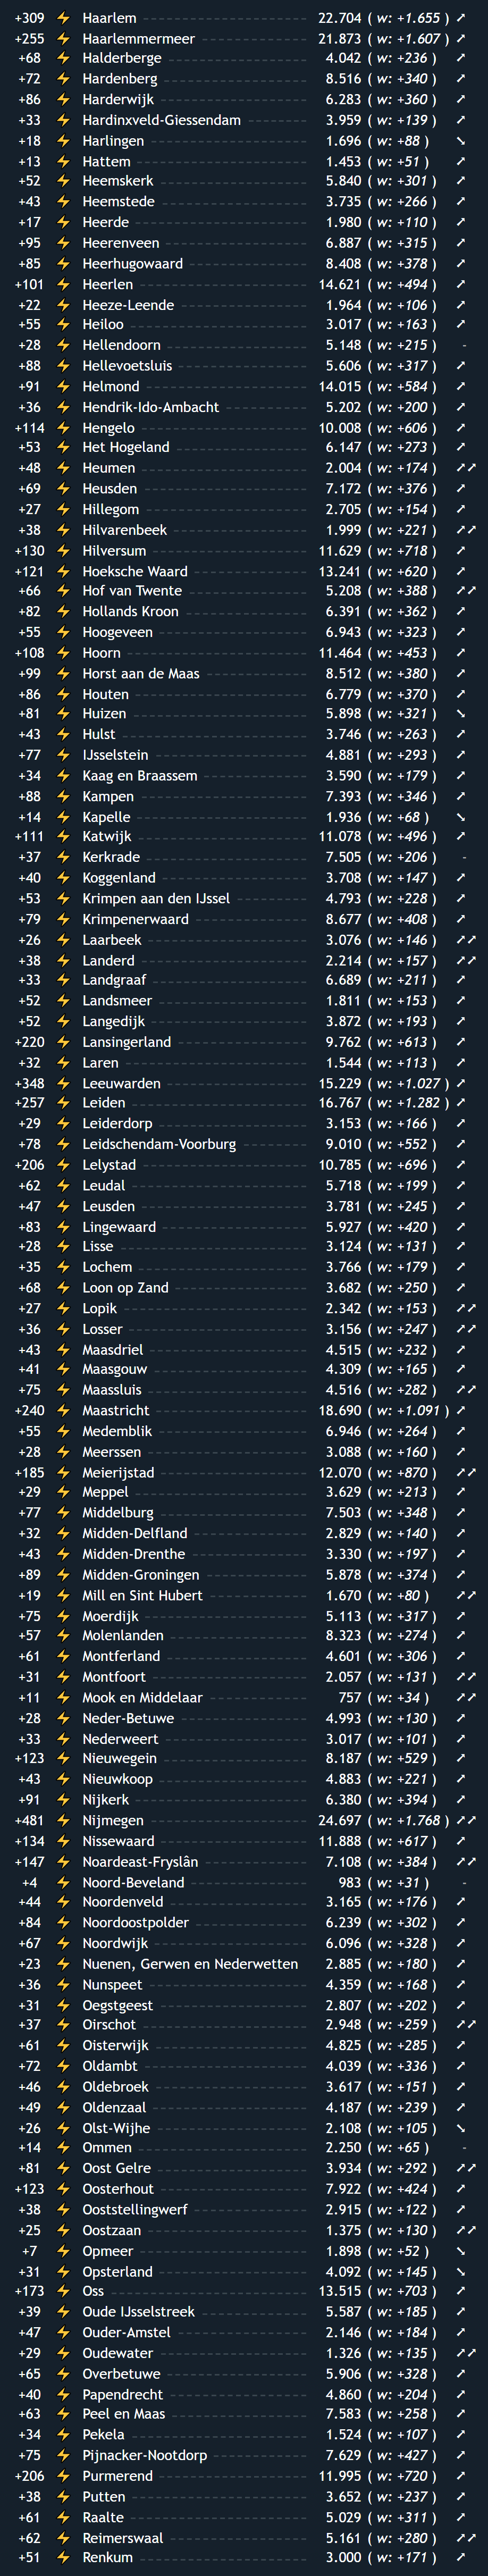 +309 ⚡ Haarlem 22.704 ( w: +1.655 ) ↗
+255 ⚡ Haarlemmermeer 21.873 ( w: +1.607 ) ↗
+68 ⚡ Halderberge 4.042 ( w: +236 ) ↗
+72 ⚡ Hardenberg 8.516 ( w: +340 ) ↗
+86 ⚡ Harderwijk 6.283 ( w: +360 ) ↗
+33 ⚡ Hardinxveld-Giessendam 3.959 ( w: +139 ) ↗
+18 ⚡ Harlingen 1.696 ( w: +88 ) ↘
+13 ⚡ Hattem 1.453 ( w: +51 ) ↗
+52 ⚡ Heemskerk 5.840 ( w: +301 ) ↗
+43 ⚡ Heemstede 3.735 ( w: +266 ) ↗
+17 ⚡ Heerde 1.980 ( w: +110 ) ↗
+95 ⚡ Heerenveen 6.887 ( w: +315 ) ↗
+85 ⚡ Heerhugowaard 8.408 ( w: +378 ) ↗
+101 ⚡ Heerlen 14.621 ( w: +494 ) ↗
+22 ⚡ Heeze-Leende 1.964 ( w: +106 ) ↗
+55 ⚡ Heiloo 3.017 ( w: +163 ) ↗
+28 ⚡ Hellendoorn 5.148 ( w: +215 ) -
+88 ⚡ Hellevoetsluis 5.606 ( w: +317 ) ↗
+91 ⚡ Helmond 14.015 ( w: +584 ) ↗
+36 ⚡ Hendrik-Ido-Ambacht 5.202 ( w: +200 ) ↗
+114 ⚡ Hengelo 10.008 ( w: +606 ) ↗
+53 ⚡ Het Hogeland 6.147 ( w: +273 ) ↗
+48 ⚡ Heumen 2.004 ( w: +174 ) ↗↗
+69 ⚡ Heusden 7.172 ( w: +376 ) ↗
+27 ⚡ Hillegom 2.705 ( w: +154 ) ↗
+38 ⚡ Hilvarenbeek 1.999 ( w: +221 ) ↗↗
+130 ⚡ Hilversum 11.629 ( w: +718 ) ↗
+121 ⚡ Hoeksche Waard 13.241 ( w: +620 ) ↗
+66 ⚡ Hof van Twente 5.208 ( w: +388 ) ↗↗
+82 ⚡ Hollands Kroon 6.391 ( w: +362 ) ↗
+55 ⚡ Hoogeveen 6.943 ( w: +323 ) ↗
+108 ⚡ Hoorn 11.464 ( w: +453 ) ↗
+99 ⚡ Horst aan de Maas 8.512 ( w: +380 ) ↗
+86 ⚡ Houten 6.779 ( w: +370 ) ↗
+81 ⚡ Huizen 5.898 ( w: +321 ) ↘
+43 ⚡ Hulst 3.746 ( w: +263 ) ↗
+77 ⚡ IJsselstein 4.881 ( w: +293 ) ↗
+34 ⚡ Kaag en Braassem 3.590 ( w: +179 ) ↗
+88 ⚡ Kampen 7.393 ( w: +346 ) ↗
+14 ⚡ Kapelle 1.936 ( w: +68 ) ↘
+111 ⚡ Katwijk 11.078 ( w: +496 ) ↗
+37 ⚡ Kerkrade 7.505 ( w: +206 ) -
+40 ⚡ Koggenland 3.708 ( w: +147 ) ↗
+53 ⚡ Krimpen aan den IJssel 4.793 ( w: +228 ) ↗
+79 ⚡ Krimpenerwaard 8.677 ( w: +408 ) ↗
+26 ⚡ Laarbeek 3.076 ( w: +146 ) ↗↗
+38 ⚡ Landerd 2.214 ( w: +157 ) ↗↗
+33 ⚡ Landgraaf 6.689 ( w: +211 ) ↗
+52 ⚡ Landsmeer 1.811 ( w: +153 ) ↗
+52 ⚡ Langedijk 3.872 ( w: +193 ) ↗
+220 ⚡ Lansingerland 9.762 ( w: +613 ) ↗
+32 ⚡ Laren 1.544 ( w: +113 ) ↗
+348 ⚡ Leeuwarden 15.229 ( w: +1.027 ) ↗
+257 ⚡ Leiden 16.767 ( w: +1.282 ) ↗
+29 ⚡ Leiderdorp 3.153 ( w: +166 ) ↗
+78 ⚡ Leidschendam-Voorburg 9.010 ( w: +552 ) ↗
+206 ⚡ Lelystad 10.785 ( w: +696 ) ↗
+62 ⚡ Leudal 5.718 ( w: +199 ) ↗
+47 ⚡ Leusden 3.781 ( w: +245 ) ↗
+83 ⚡ Lingewaard 5.927 ( w: +420 ) ↗
+28 ⚡ Lisse 3.124 ( w: +131 ) ↗
+35 ⚡ Lochem 3.766 ( w: +179 ) ↗
+68 ⚡ Loon op Zand 3.682 ( w: +250 ) ↗
+27 ⚡ Lopik 2.342 ( w: +153 ) ↗↗
+36 ⚡ Losser 3.156 ( w: +247 ) ↗↗
+43 ⚡ Maasdriel 4.515 ( w: +232 ) ↗
+41 ⚡ Maasgouw 4.309 ( w: +165 ) ↗
+75 ⚡ Maassluis 4.516 ( w: +282 ) ↗↗
+240 ⚡ Maastricht 18.690 ( w: +1.091 ) ↗
+55 ⚡ Medemblik 6.946 ( w: +264 ) ↗
+28 ⚡ Meerssen 3.088 ( w: +160 ) ↗
+185 ⚡ Meierijstad 12.070 ( w: +870 ) ↗↗
+29 ⚡ Meppel 3.629 ( w: +213 ) ↗
+77 ⚡ Middelburg 7.503 ( w: +348 ) ↗
+32 ⚡ Midden-Delfland 2.829 ( w: +140 ) ↗
+43 ⚡ Midden-Drenthe 3.330 ( w: +197 ) ↗
+89 ⚡ Midden-Groningen 5.878 ( w: +374 ) ↗
+19 ⚡ Mill en Sint Hubert 1.670 ( w: +80 ) ↗↗
+75 ⚡ Moerdijk 5.113 ( w: +317 ) ↗
+57 ⚡ Molenlanden 8.323 ( w: +274 ) ↗
+61 ⚡ Montferland 4.601 ( w: +306 ) ↗
+31 ⚡ Montfoort 2.057 ( w: +131 ) ↗↗
+11 ⚡ Mook en Middelaar 757 ( w: +34 ) ↗↗
+28 ⚡ Neder-Betuwe 4.993 ( w: +130 ) ↗
+33 ⚡ Nederweert 3.017 ( w: +101 ) ↗
+123 ⚡ Nieuwegein 8.187 ( w: +529 ) ↗
+43 ⚡ Nieuwkoop 4.883 ( w: +221 ) ↗
+91 ⚡ Nijkerk 6.380 ( w: +394 ) ↗
+481 ⚡ Nijmegen 24.697 ( w: +1.768 ) ↗↗
+134 ⚡ Nissewaard 11.888 ( w: +617 ) ↗
+147 ⚡ Noardeast-Fryslân 7.108 ( w: +384 ) ↗↗
+4 ⚡ Noord-Beveland 983 ( w: +31 ) -
+44 ⚡ Noordenveld 3.165 ( w: +176 ) ↗
+84 ⚡ Noordoostpolder 6.239 ( w: +302 ) ↗
+67 ⚡ Noordwijk 6.096 ( w: +328 ) ↗
+23 ⚡ Nuenen, Gerwen en Nederwetten 2.885 ( w: +180 ) ↗
+36 ⚡ Nunspeet 4.359 ( w: +168 ) ↗
+31 ⚡ Oegstgeest 2.807 ( w: +202 ) ↗
+37 ⚡ Oirschot 2.948 ( w: +259 ) ↗↗
+61 ⚡ Oisterwijk 4.825 ( w: +285 ) ↗
+72 ⚡ Oldambt 4.039 ( w: +336 ) ↗
+46 ⚡ Oldebroek 3.617 ( w: +151 ) ↗
+49 ⚡ Oldenzaal 4.187 ( w: +239 ) ↗
+26 ⚡ Olst-Wijhe 2.108 ( w: +105 ) ↘
+14 ⚡ Ommen 2.250 ( w: +65 ) -
+81 ⚡ Oost Gelre 3.934 ( w: +292 ) ↗↗
+123 ⚡ Oosterhout 7.922 ( w: +424 ) ↗
+38 ⚡ Ooststellingwerf 2.915 ( w: +122 ) ↗
+25 ⚡ Oostzaan 1.375 ( w: +130 ) ↗↗
+7 ⚡ Opmeer 1.898 ( w: +52 ) ↘
+31 ⚡ Opsterland 4.092 ( w: +145 ) ↘
+173 ⚡ Oss 13.515 ( w: +703 ) ↗
+39 ⚡ Oude IJsselstreek 5.587 ( w: +185 ) ↗
+47 ⚡ Ouder-Amstel 2.146 ( w: +184 ) ↗
+29 ⚡ Oudewater 1.326 ( w: +135 ) ↗↗
+65 ⚡ Overbetuwe 5.906 ( w: +328 ) ↗
+40 ⚡ Papendrecht 4.860 ( w: +204 ) ↗
+63 ⚡ Peel en Maas 7.583 ( w: +258 ) ↗
+34 ⚡ Pekela 1.524 ( w: +107 ) ↗
+75 ⚡ Pijnacker-Nootdorp 7.629 ( w: +427 ) ↗
+206 ⚡ Purmerend 11.995 ( w: +720 ) ↗
+38 ⚡ Putten 3.652 ( w: +237 ) ↗
+61 ⚡ Raalte 5.029 ( w: +311 ) ↗
+62 ⚡ Reimerswaal 5.161 ( w: +280 ) ↗↗
+51 ⚡ Renkum 3.000 ( w: +171 ) ↗